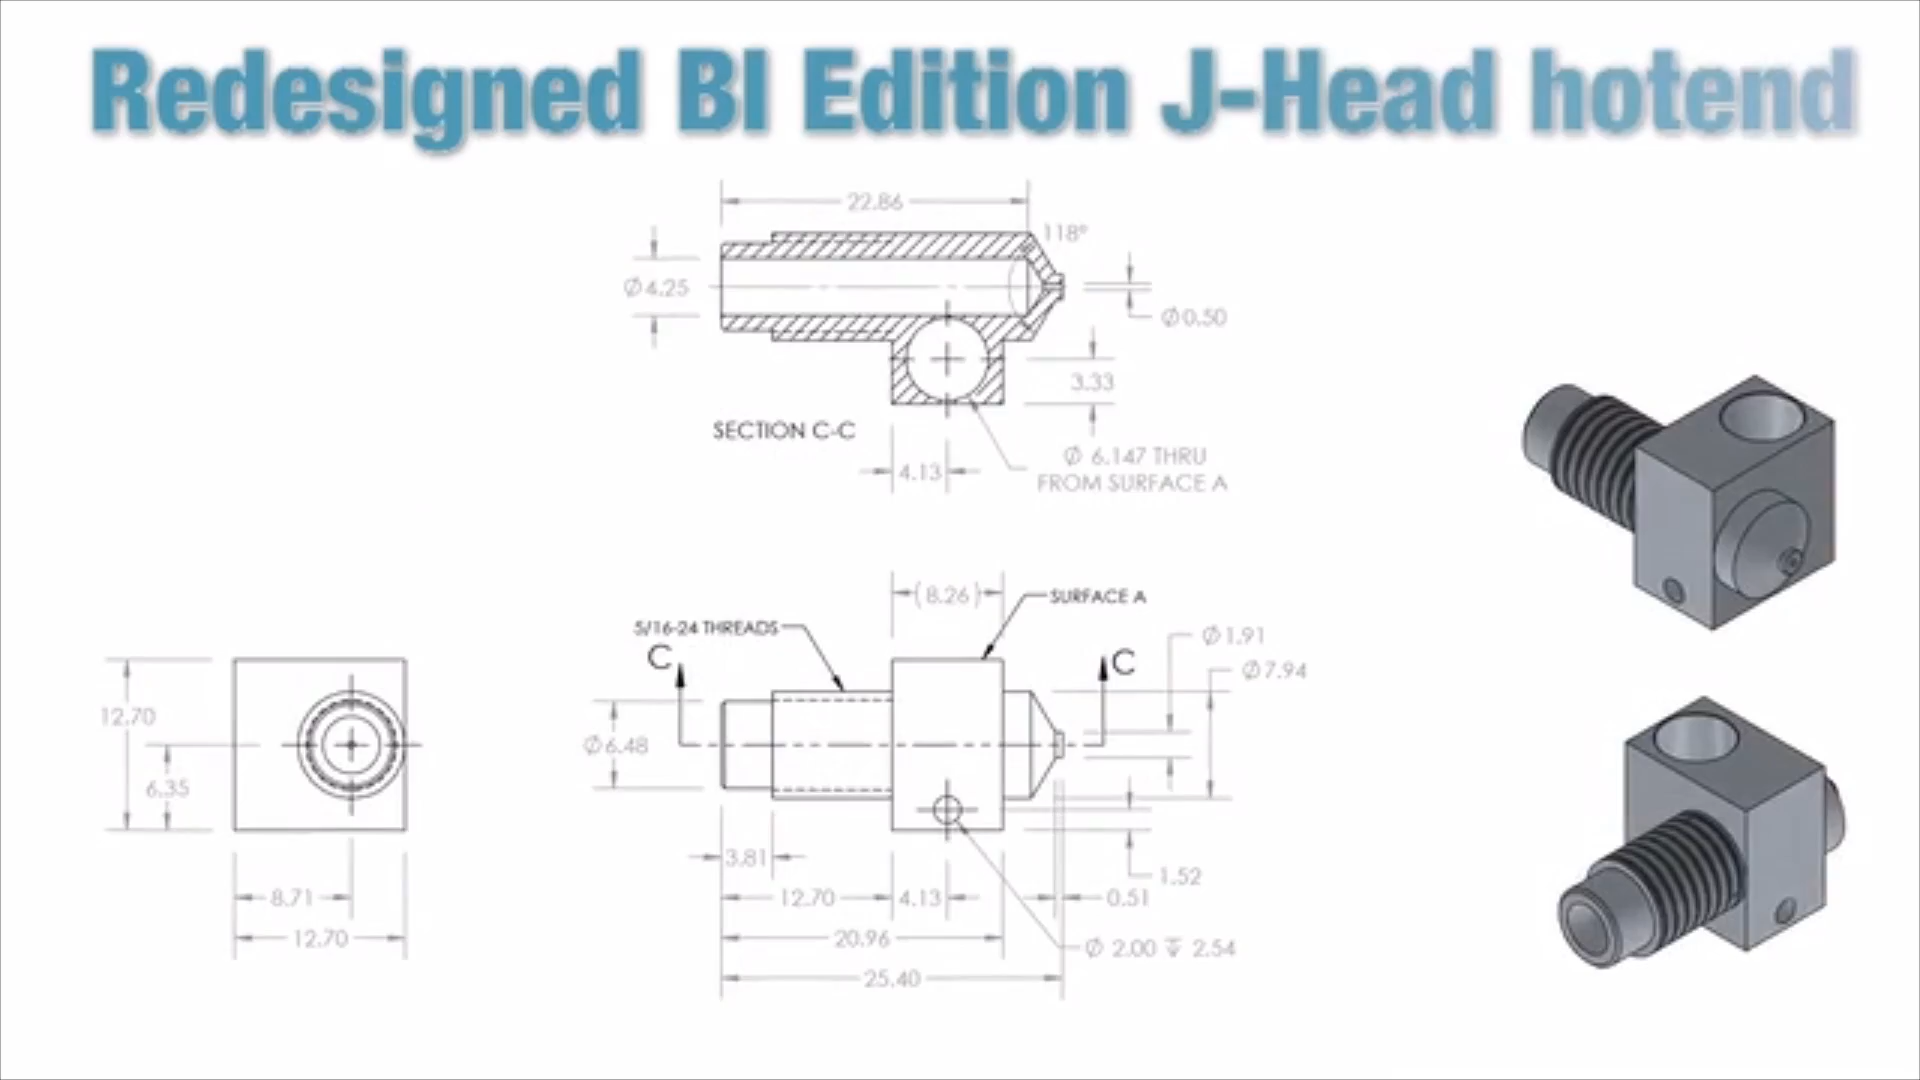 Redesigned BI Edition J-Head hotend
22.86
118°
Ø4.25
Ø0.50
3.33
SECTION C-C
4.13
Ø 6.147 THRU
FROM SURFACE A
(8.26)
SURFACE A
5/16-24 THREADS
C
C
Ø1.91
Ø7.94
12.70
6.35
Ø6.48
3.81
1.52
8.71
12.70
4.13
0.51
12.70
20.96
Ø 2.00 ↧ 2.54
25.40